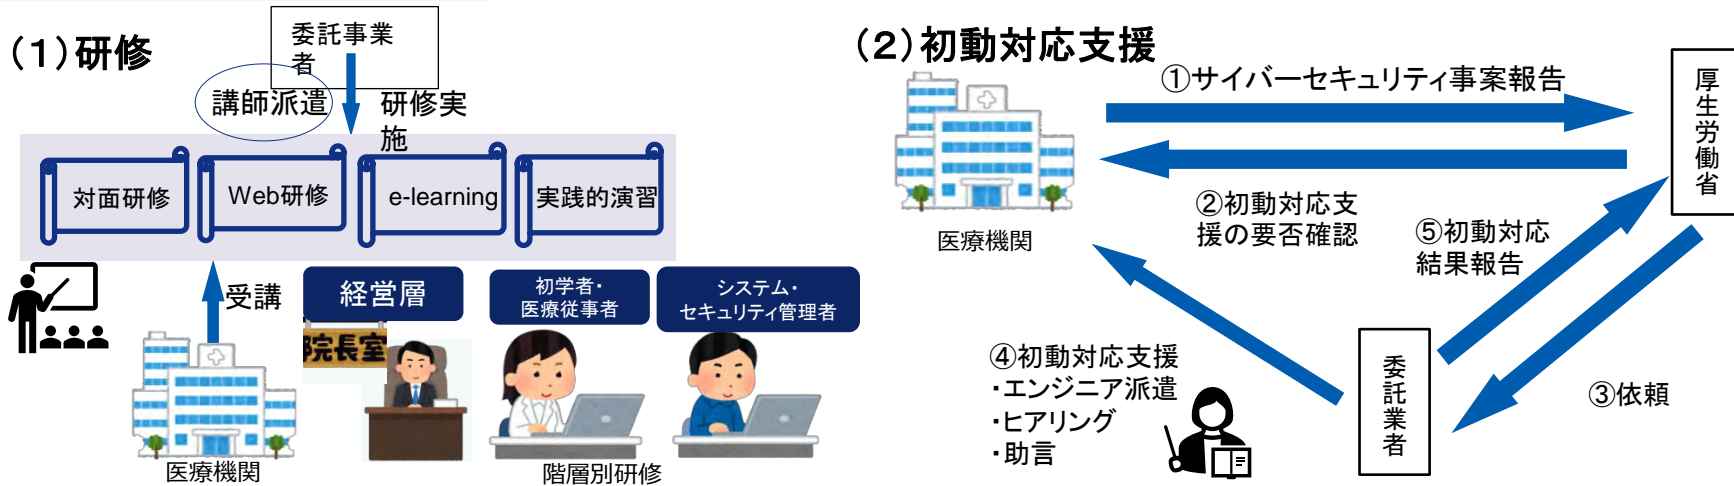 (1)研修
委託事業
者
講師派遣
研修実
施
対面研修
Web研修
e-learning
実践的演習
受講
経営層
初学者・
医療従事者
システム・
セキュリティ管理者
院長室
医療機関
階層別研修
(2)初動対応支援
①サイバーセキュリティ事案報告
厚生労働省
医療機関
②初動対応支
援の要否確認
⑤初動対応
結果報告
④初動対応支援
・エンジニア派遣
・ヒアリング
・助言
委託業者
③依頼